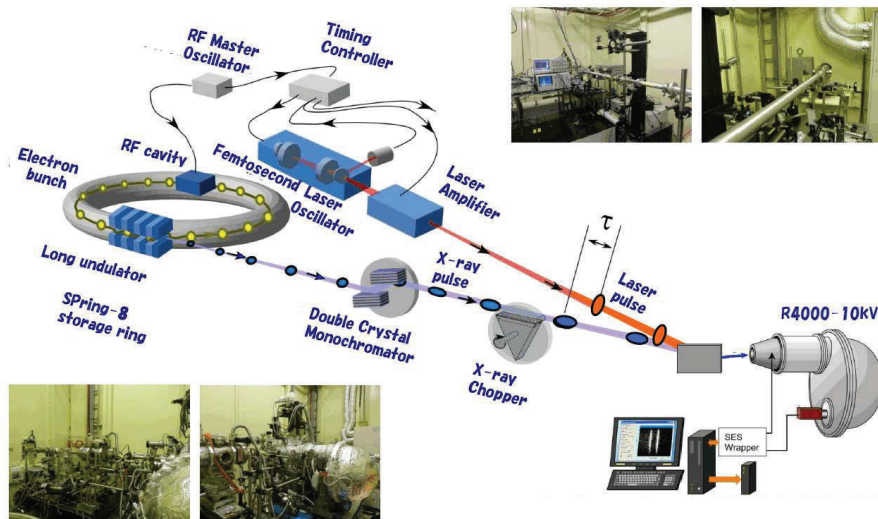 RF Master
Oscillator
Timing
Controller
Electron
bunch
RF cavity
Femtosecond Laser
Oscillator
Laser
Amplifier
τ
Long undulator
X-ray
pulse
Laser
pulse
SPring-8
storage ring
Double Crystal
Monochromator
X-ray
Chopper
R4000-10kV
SES
Wrapper